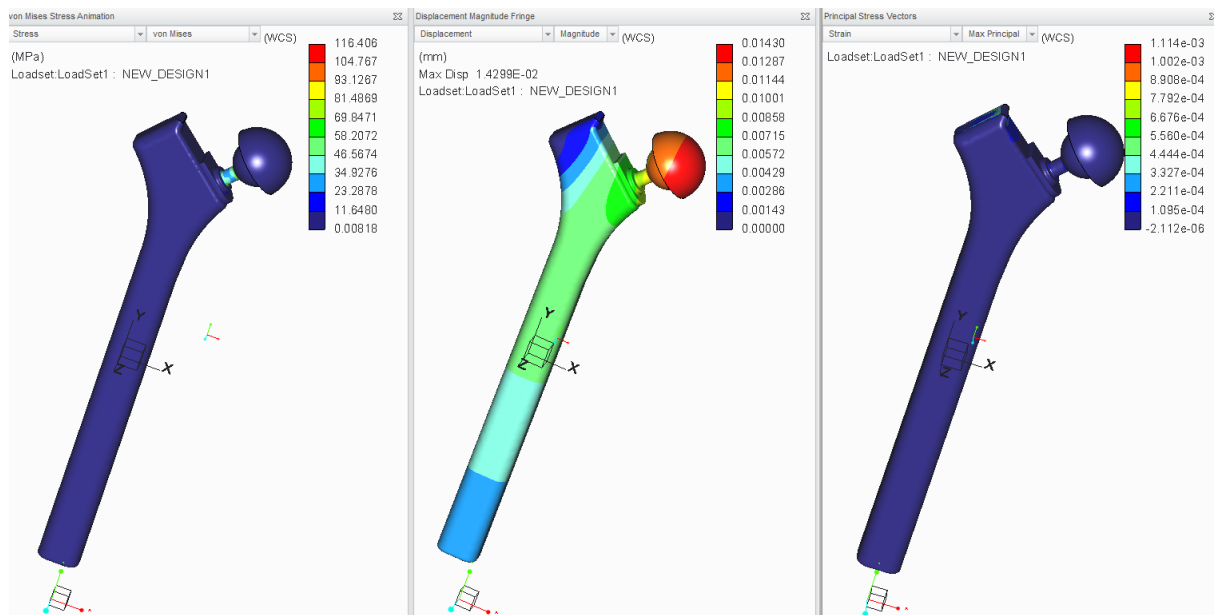 von Mises Stress Animation
Stress von Mises (WCS)
(MPa)
Loadset:LoadSet1 : NEW_DESIGN1
116.406
104.767
93.1267
81.4869
69.8471
58.2072
46.5674
34.9276
23.2878
11.6480
0.00818
Y
Z
X
Displacement Magnitude Fringe
Displacement Magnitude (WCS)
(mm)
Max Disp 1.4299E-02
Loadset:LoadSet1 : NEW_DESIGN1
0.01430
0.01287
0.01144
0.01001
0.00858
0.00715
0.00572
0.00429
0.00286
0.00143
0.00000
Y
Z
X
Principal Stress Vectors
Strain Max Principal (WCS)
Loadset:LoadSet1 : NEW_DESIGN1
1.114e-03
1.002e-03
8.908e-04
7.792e-04
6.676e-04
5.560e-04
4.444e-04
3.327e-04
2.211e-04
1.095e-04
-2.112e-06
Y
Z
X